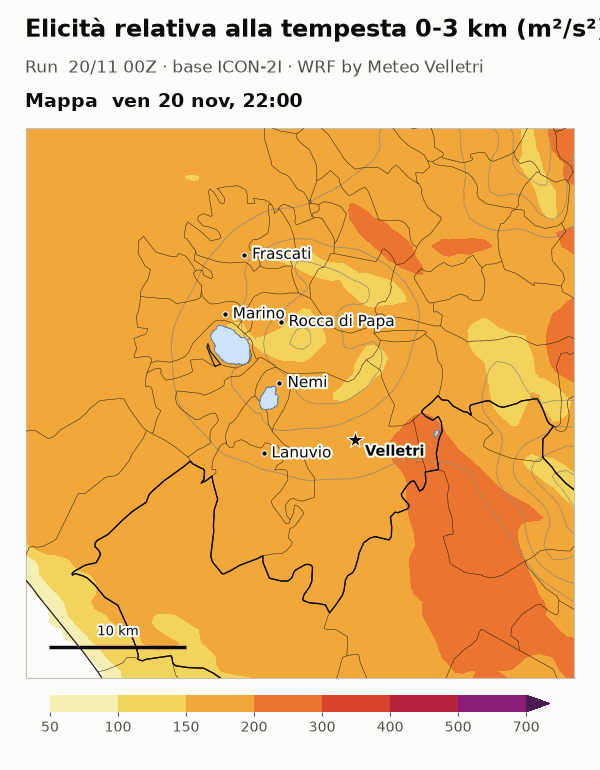 Elicità relativa alla tempesta 0-3 km (m²/s²)
Run  20/11 00Z · base ICON-2I · WRF by Meteo Velletri
Mappa  ven 20 nov, 22:00
Frascati
Marino
Rocca di Papa
Nemi
Velletri
Lanuvio
10 km
50 100 150 200 300 400 500 700